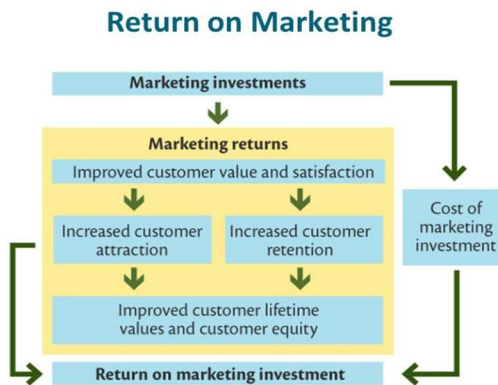 Return on Marketing
Marketing investments
Marketing returns
Improved customer value and satisfaction
Increased customer
attraction
Increased customer
retention
Cost of
marketing
investment
Improved customer lifetime
values and customer equity
Return on marketing investment